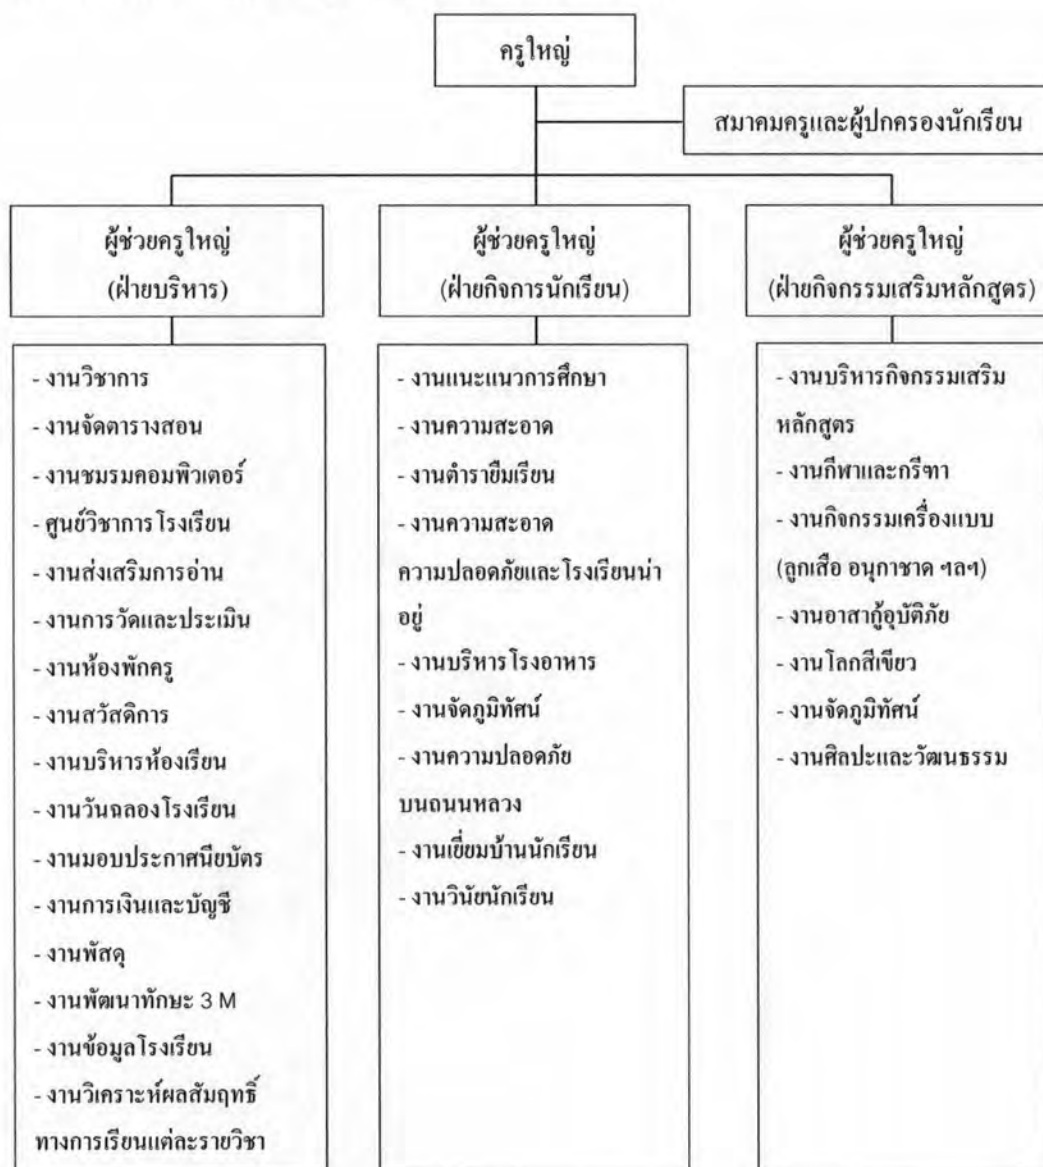 ครูใหญ่
สมาคมครูและผู้ปกครองนักเรียน
ผู้ช่วยครูใหญ่
(ฝ่ายบริหาร)
- งานวิชาการ
- งานจัดตารางสอน
- งานชมรมคอมพิวเตอร์
- ศูนย์วิชาการโรงเรียน
- งานส่งเสริมการอ่าน
- งานการวัดและประเมิน
- งานห้องพักครู
- งานสวัสดิการ
- งานบริหารห้องเรียน
- งานวันฉลองโรงเรียน
- งานมอบประกาศนียบัตร
- งานการเงินและบัญชี
- งานพัสดุ
- งานพัฒนาทักษะ 3 M
- งานข้อมูลโรงเรียน
- งานวิเคราะห์ผลสัมฤทธิ์
ทางการเรียนแต่ละรายวิชา
ผู้ช่วยครูใหญ่
(ฝ่ายกิจการนักเรียน)
- งานแนะแนวการศึกษา
- งานความสะอาด
- งานตำรายืมเรียน
- งานความสะอาด
ความปลอดภัยและโรงเรียนน่า
อยู่
- งานบริหารโรงอาหาร
- งานจัดภูมิทัศน์
- งานความปลอดภัย
บนถนนหลวง
- งานเยี่ยมบ้านนักเรียน
- งานวินัยนักเรียน
ผู้ช่วยครูใหญ่
(ฝ่ายกิจกรรมเสริมหลักสูตร)
- งานบริหารกิจกรรมเสริม
หลักสูตร
- งานกีฬาและกรีฑา
- งานกิจกรรมเครื่องแบบ
(ลูกเสือ อนุกาชาด ฯลฯ)
- งานอาสากู้อุบัติภัย
- งานโลกสีเขียว
- งานจัดภูมิทัศน์
- งานศิลปะและวัฒนธรรม